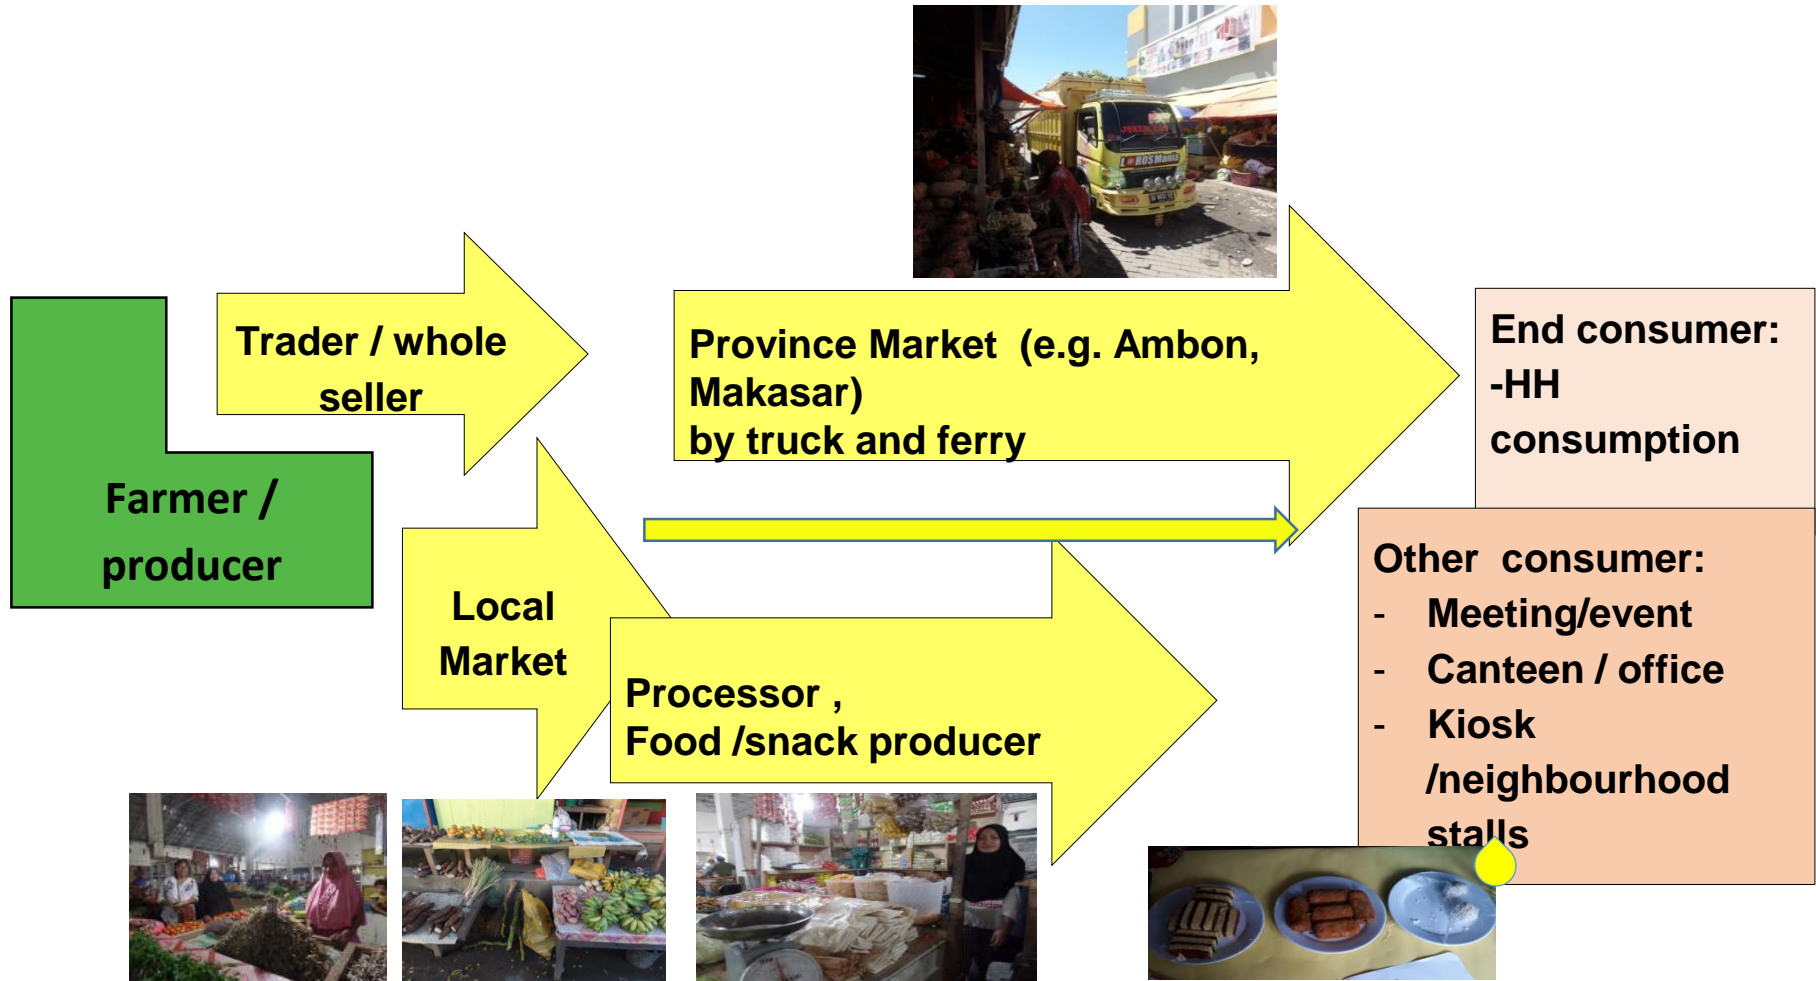 Trader / whole
seller
Province Market  (e.g. Ambon,
Makasar)
by truck and ferry
End consumer:
-HH
consumption
Farmer /
producer
Local
Market
Processor ,
Food /snack producer
Other  consumer:
-    Meeting/event
-    Canteen / office
-    Kiosk
/neighbourhood
stalls